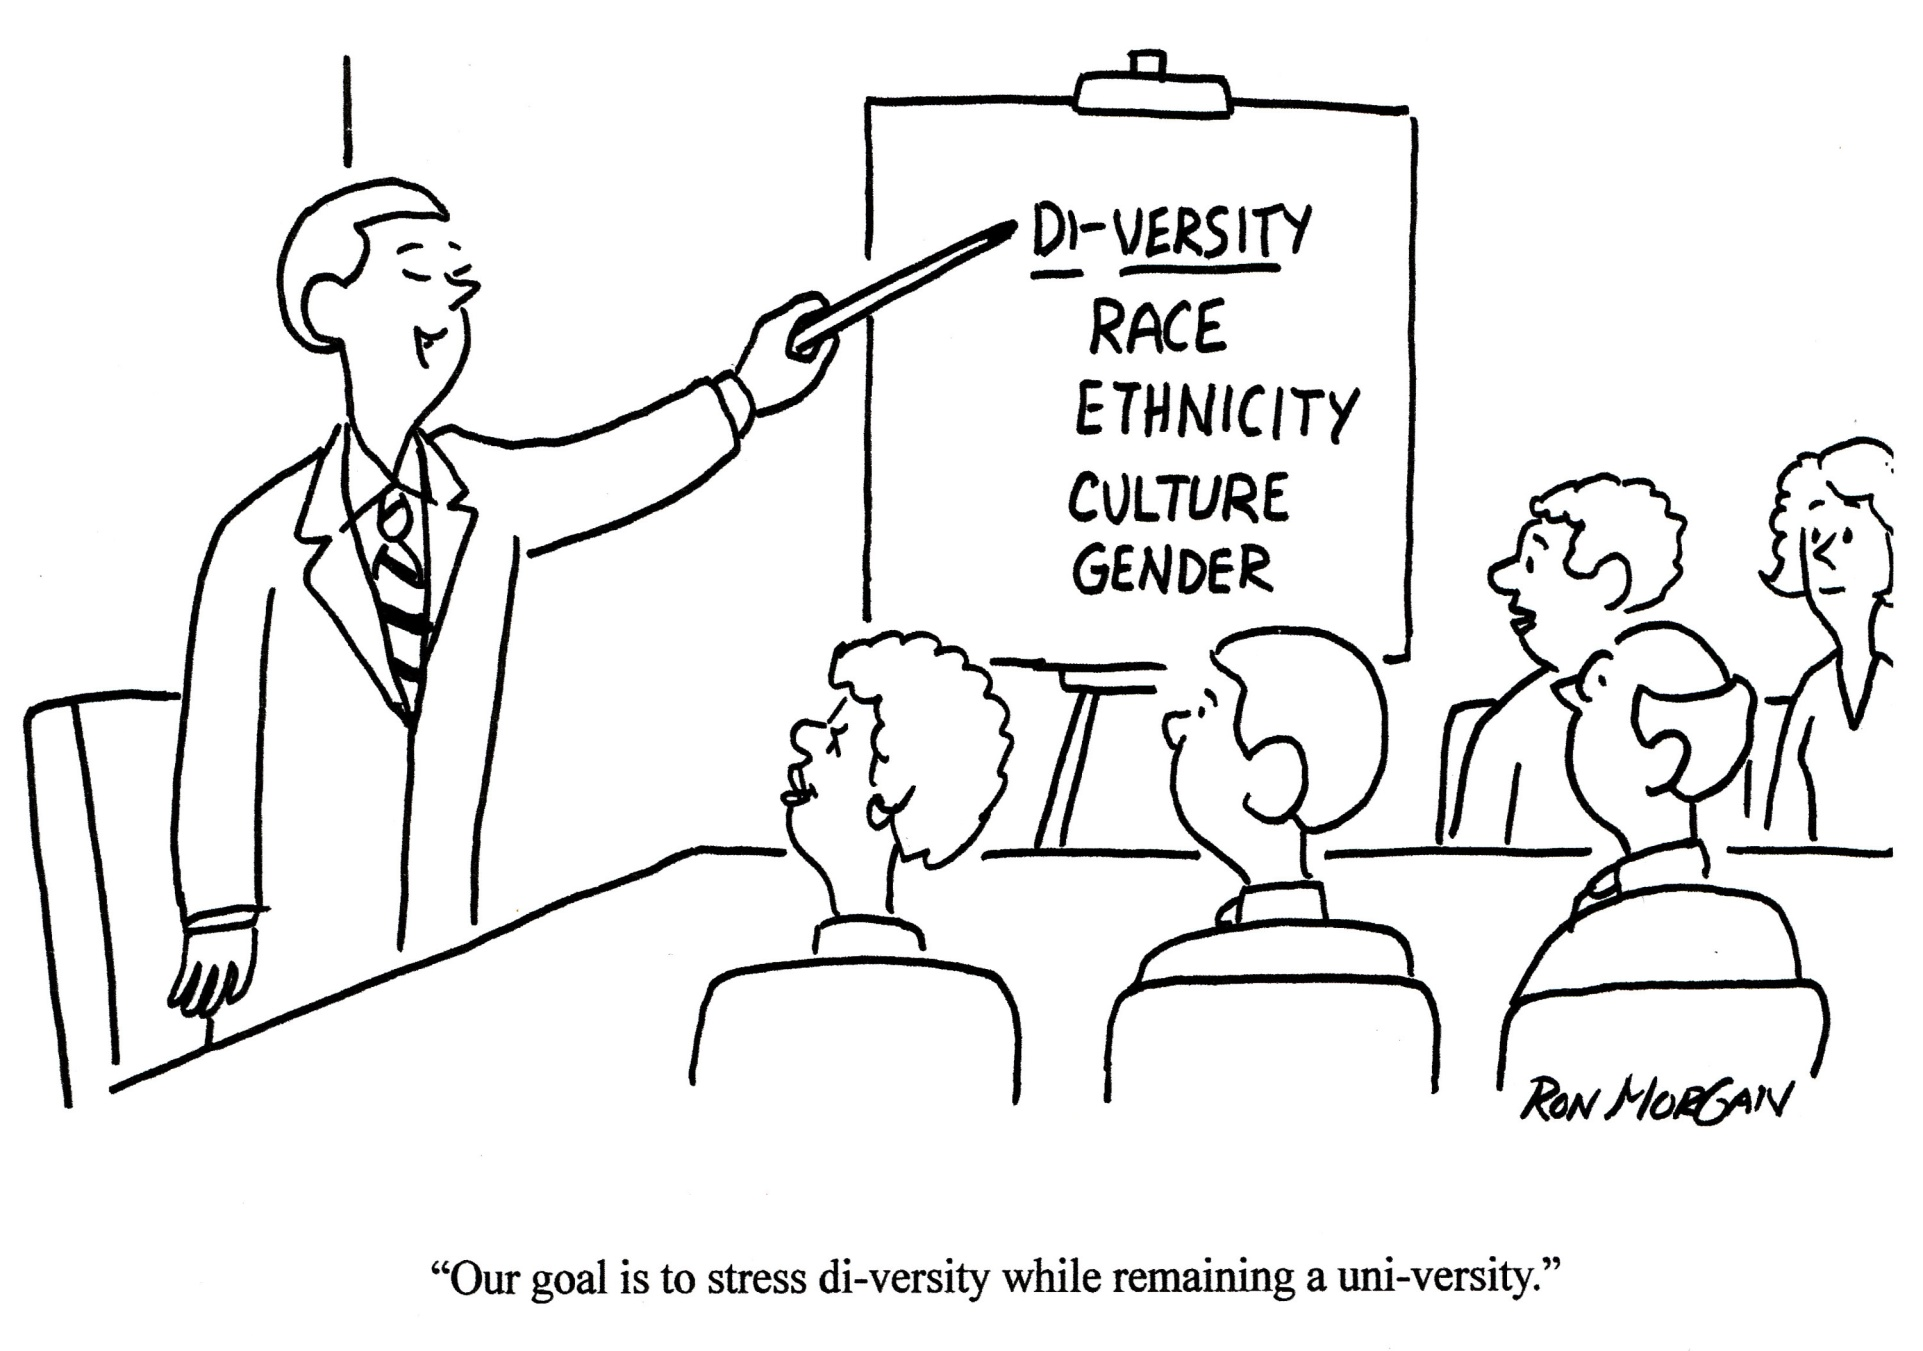 DI-VERSITY
RACE
ETHNICITY
CULTURE
GENDER
RON MORGAN
“Our goal is to stress di-versity while remaining a uni-versity.”